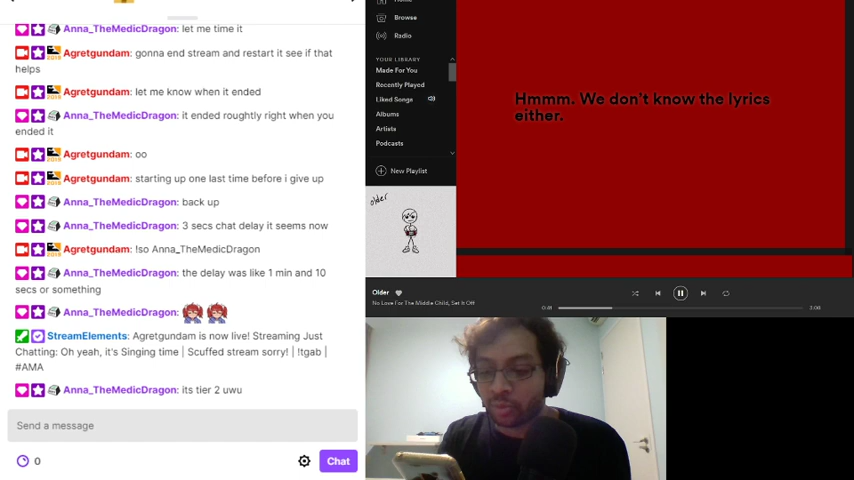 Anna_TheMedicDragon: let me time it
Agretgundam: gonna end stream and restart it see if that
helps
Agretgundam: let me know when it ended
Anna_TheMedicDragon: it ended roughtly right when you
ended it
Agretgundam: oo
Agretgundam: starting up one last time before i give up
Anna_TheMedicDragon: back up
Anna_TheMedicDragon: 3 secs chat delay it seems now
Agretgundam: !so Anna_TheMedicDragon
Anna_TheMedicDragon: the delay was like 1 min and 10
secs or something
Anna_TheMedicDragon:
StreamElements: Agretgundam is now live! Streaming Just
Chatting: Oh yeah, it's Singing time | Scuffed stream sorry! | !tgab |
#AMA
Anna_TheMedicDragon: its tier 2 uwu
Send a message
0
Chat
Browse
Radio
YOUR LIBRARY
Made For You
Recently Played
Liked Songs
Albums
Artists
Podcasts
New Playlist
older
Hmmm. We don't know the lyrics
either.
Older
No Love For The Middle Child, Set It Off
0:41
3:08